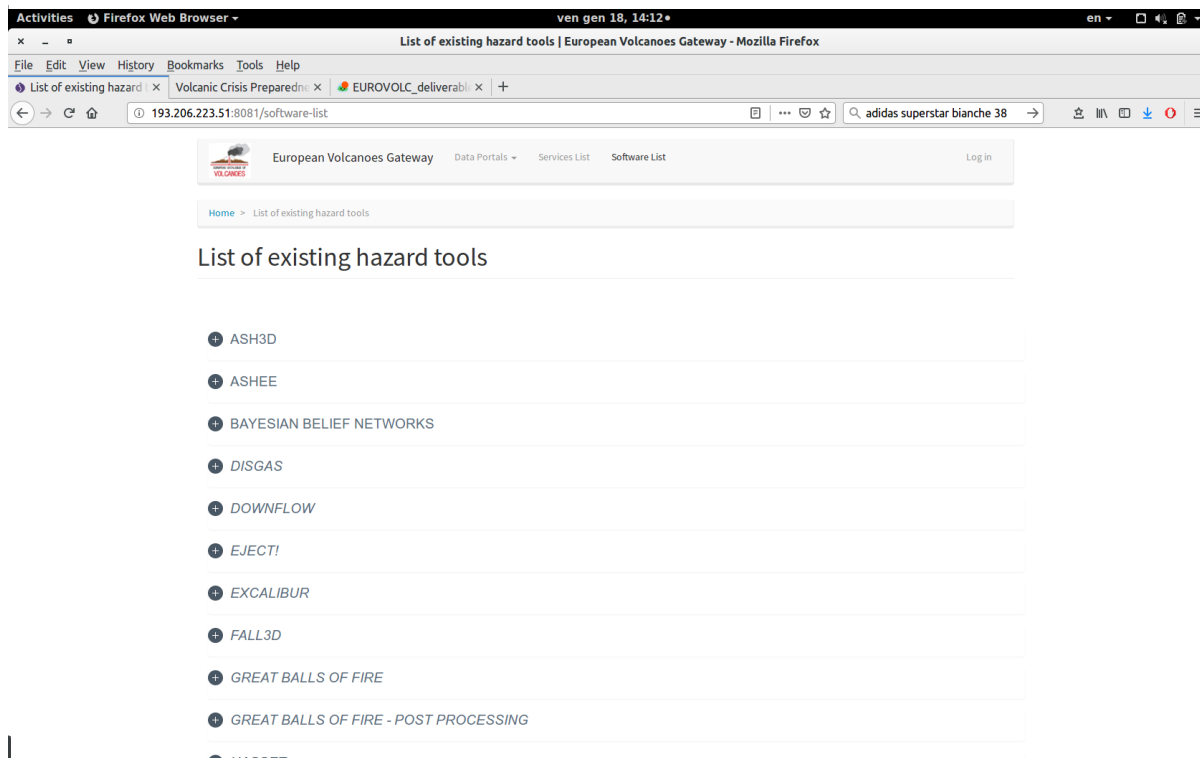 Activities Firefox Web Browser ven gen 18, 14:12 en
List of existing hazard tools | European Volcanoes Gateway - Mozilla Firefox
File Edit View History Bookmarks Tools Help
List of existing hazard Volcanic Crisis Preparedn EUROVOLC_deliverabl
193.206.223.51:8081/software-list adidas superstar bianche 38
VOLCANOES European Volcanoes Gateway Data Portals Services List Software List Log in
Home > List of existing hazard tools
List of existing hazard tools
ASH3D
ASHEE
BAYESIAN BELIEF NETWORKS
DISGAS
DOWNFLOW
EJECT!
EXCALIBUR
FALL3D
GREAT BALLS OF FIRE
GREAT BALLS OF FIRE - POST PROCESSING